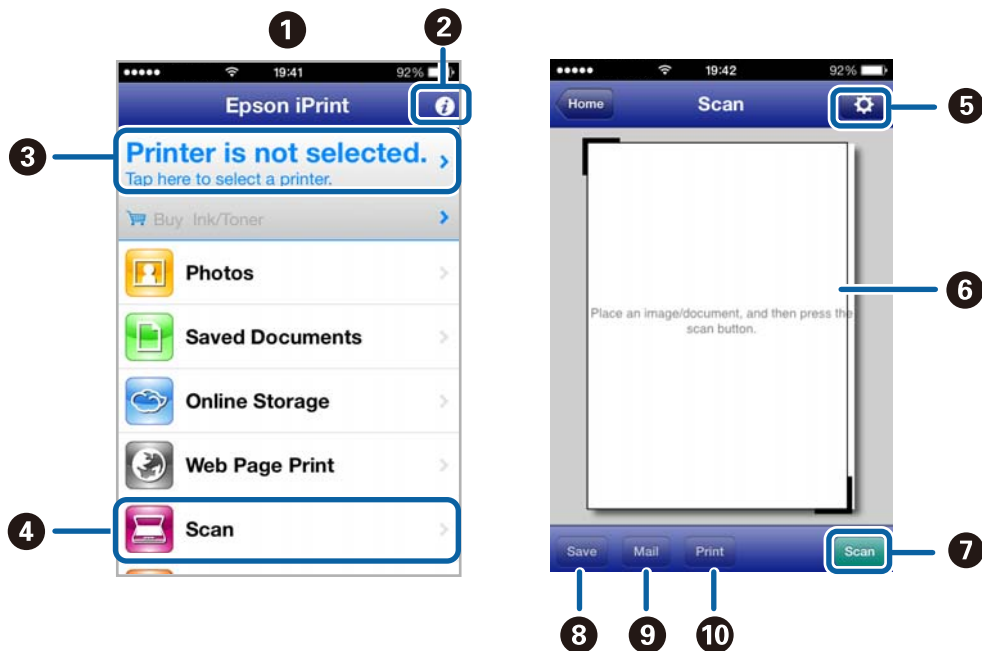 1
2
19:41
92%
Epson iPrint
i
3
Printer is not selected.
Tap here to select a printer.
Buy Ink/Toner
Photos
Saved Documents
Online Storage
Web Page Print
4
Scan
19:42
92%
Home
Scan
5
6
Place an image/document, and then press the
scan button.
Save
Mail
Print
Scan
7
8
9
10